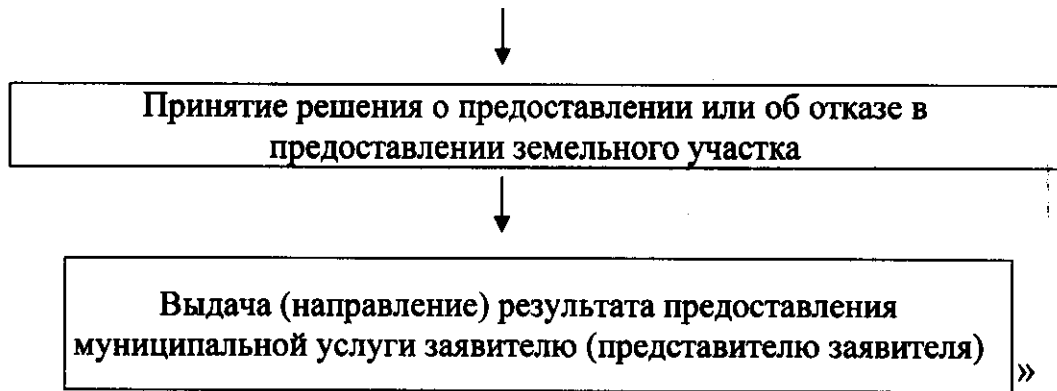 Принятие решения о предоставлении или об отказе в
предоставлении земельного участка
Выдача (направление) результата предоставления
муниципальной услуги заявителю (представителю заявителя)
»